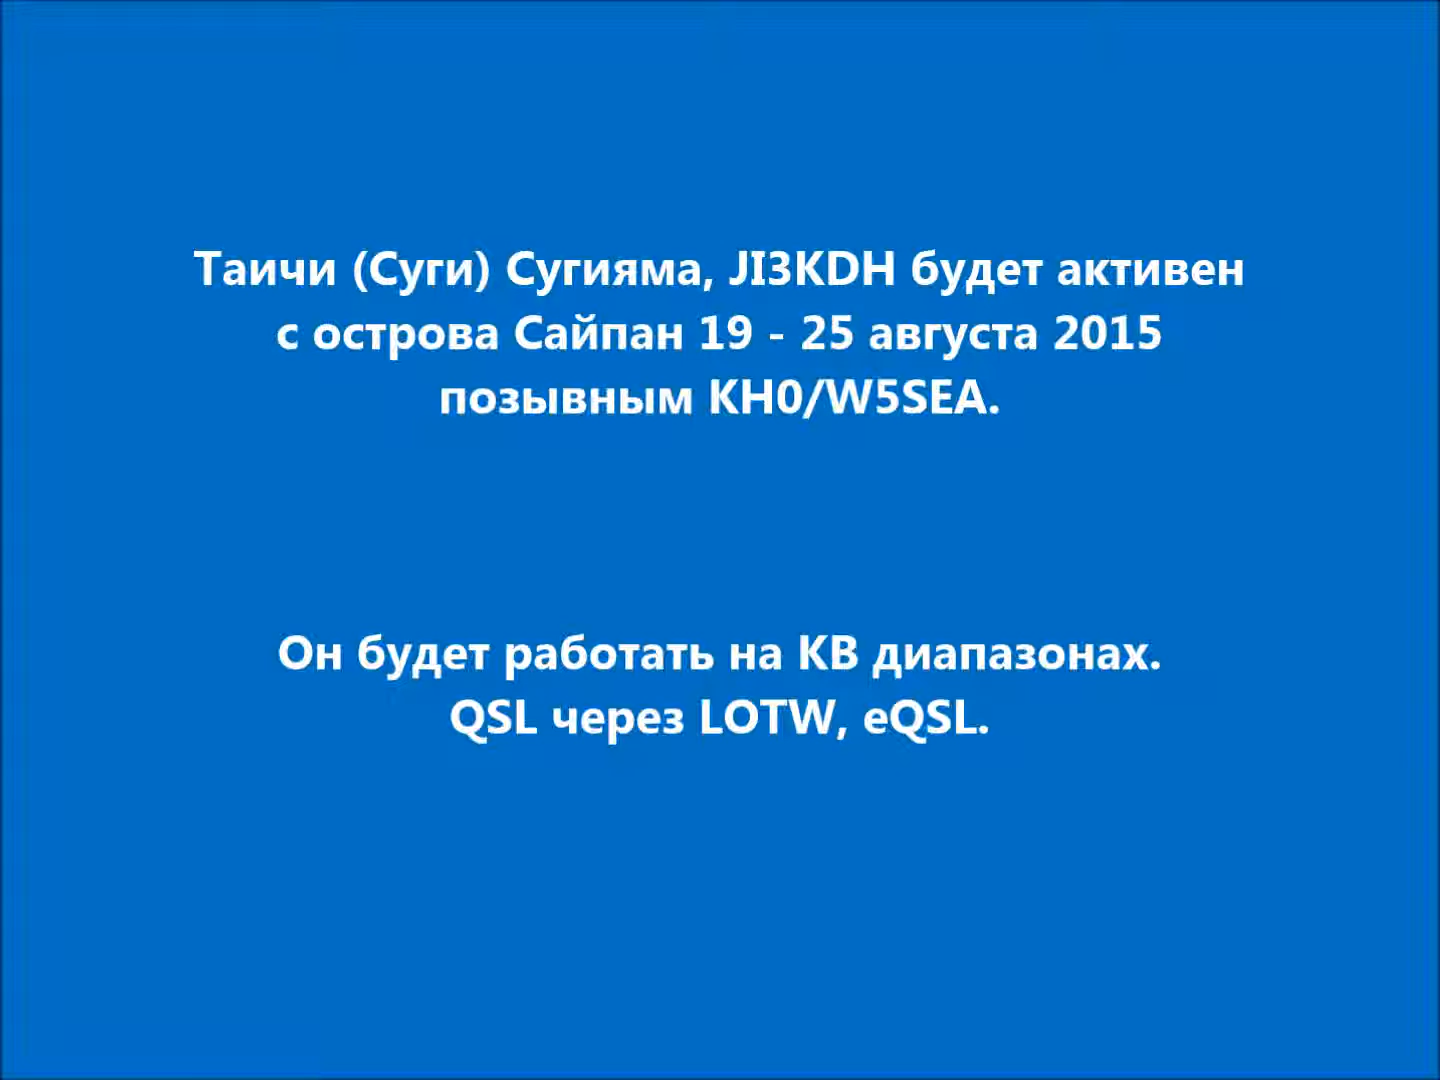 Таичи (Суги) Сугияма, JI3KDH будет активен
с острова Сайпан 19 - 25 августа 2015
позывным KH0/W5SEA.
Он будет работать на КВ диапазонах.
QSL через LOTW, eQSL.